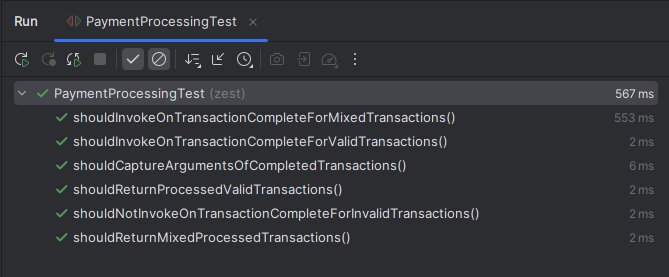 Run PaymentProcessingTest
PaymentProcessingTest (zest) 567 ms
shouldInvokeOnTransactionCompleteForMixedTransactions() 553 ms
shouldInvokeOnTransactionCompleteForValidTransactions() 2 ms
shouldCaptureArgumentsOfCompletedTransactions() 6 ms
shouldReturnProcessedValidTransactions() 2 ms
shouldNotInvokeOnTransactionCompleteForInvalidTransactions() 2 ms
shouldReturnMixedProcessedTransactions() 2 ms